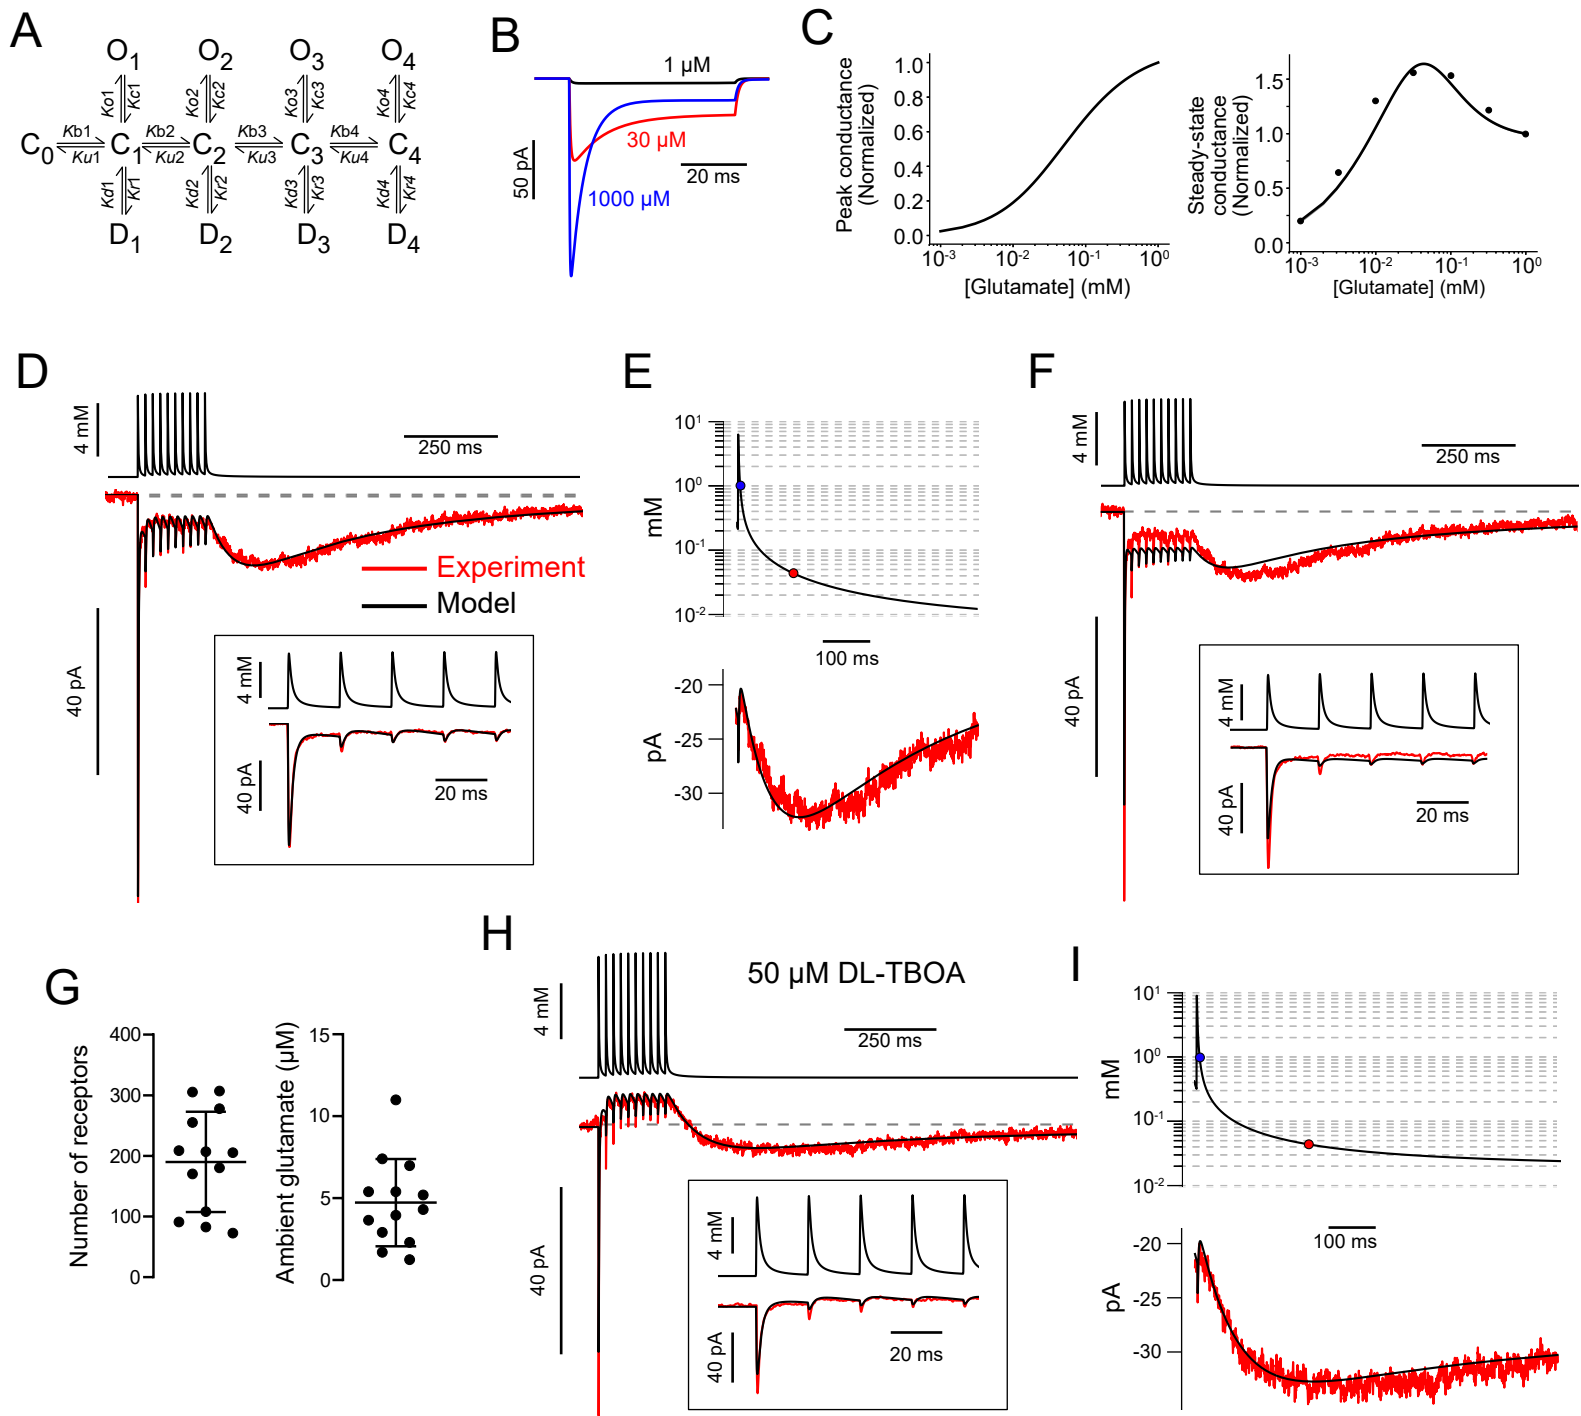 A
O1 O2 O3 O4
Ko1 Kc1 Ko2 Kc2 Ko3 Kc3 Ko4 Kc4
Kb1 Kb2 Kb3 Kb4
C0 C1 C2 C3 C4
Ku1 Ku2 Ku3 Ku4
Kd1 Kr1 Kd2 Kr2 Kd3 Kr3 Kd4 Kr4
D1 D2 D3 D4
B
1 µM
30 µM
1000 µM
50 pA
20 ms
C
Peak conductance
(Normalized)
1.0
0.8
0.6
0.4
0.2
0.0
10-3 10-2 10-1 100
[Glutamate] (mM)
Steady-state
conductance
(Normalized)
1.5
1.0
0.5
0.0
10-3 10-2 10-1 100
[Glutamate] (mM)
D
4 mM
250 ms
40 pA
Experiment
Model
4 mM
40 pA
20 ms
E
mM
101
100
10-1
10-2
100 ms
pA
-20
-25
-30
F
4 mM
250 ms
40 pA
4 mM
40 pA
20 ms
G
Number of receptors
400
300
200
100
0
Ambient glutamate (µM)
15
10
5
0
H
50 µM DL-TBOA
4 mM
250 ms
40 pA
4 mM
40 pA
20 ms
I
mM
101
100
10-1
10-2
100 ms
pA
-20
-25
-30